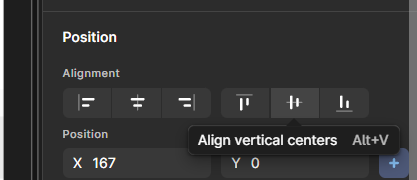 Position
Alignment
Align vertical centers Alt+V
Position
X 167
Y 0
+